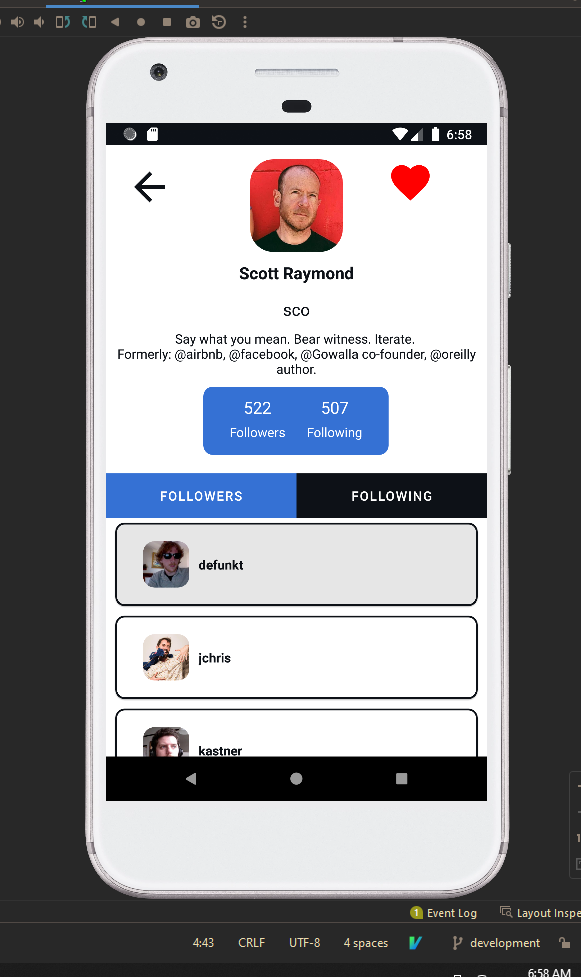 6:58
Scott Raymond
SCO
Say what you mean. Bear witness. Iterate.
Formerly: @airbnb, @facebook, @Gowalla co-founder, @oreilly
author.
522 507
Followers Following
FOLLOWERS FOLLOWING
defunkt
jchris
kastner
1 Event Log Layout Inspe
4:43 CRLF UTF-8 4 spaces development
6:58 AM